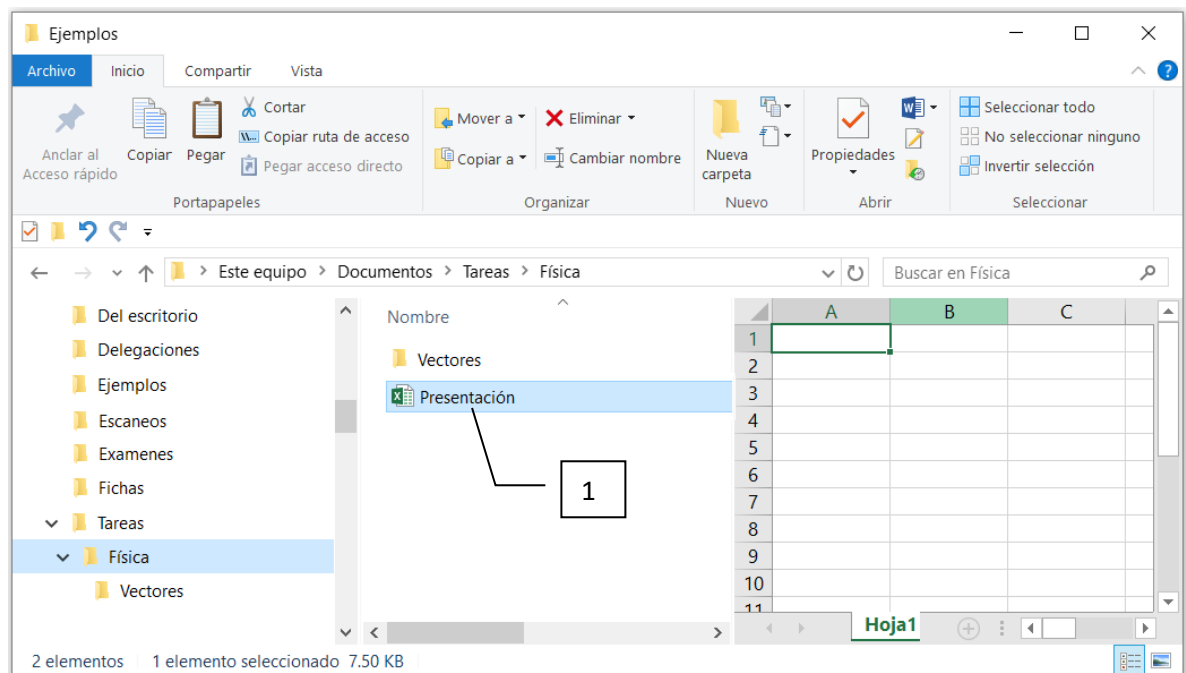 Ejemplos
Archivo Inicio Compartir Vista
Anclar al Acceso rápido
Copiar
Pegar
Cortar
Copiar ruta de acceso
Pegar acceso directo
Portapapeles
Mover a
Copiar a
Eliminar
Cambiar nombre
Organizar
Nueva carpeta
Nuevo
Propiedades
Abrir
Seleccionar todo
No seleccionar ninguno
Invertir selección
Seleccionar
> Este equipo > Documentos > Tareas > Física
Buscar en Física
Del escritorio
Delegaciones
Ejemplos
Escaneos
Examenes
Fichas
Tareas
Física
Vectores
Nombre
Vectores
Presentación
1
A B C
1
2
3
4
5
6
7
8
9
10
11
Hoja1
2 elementos 1 elemento seleccionado 7.50 KB